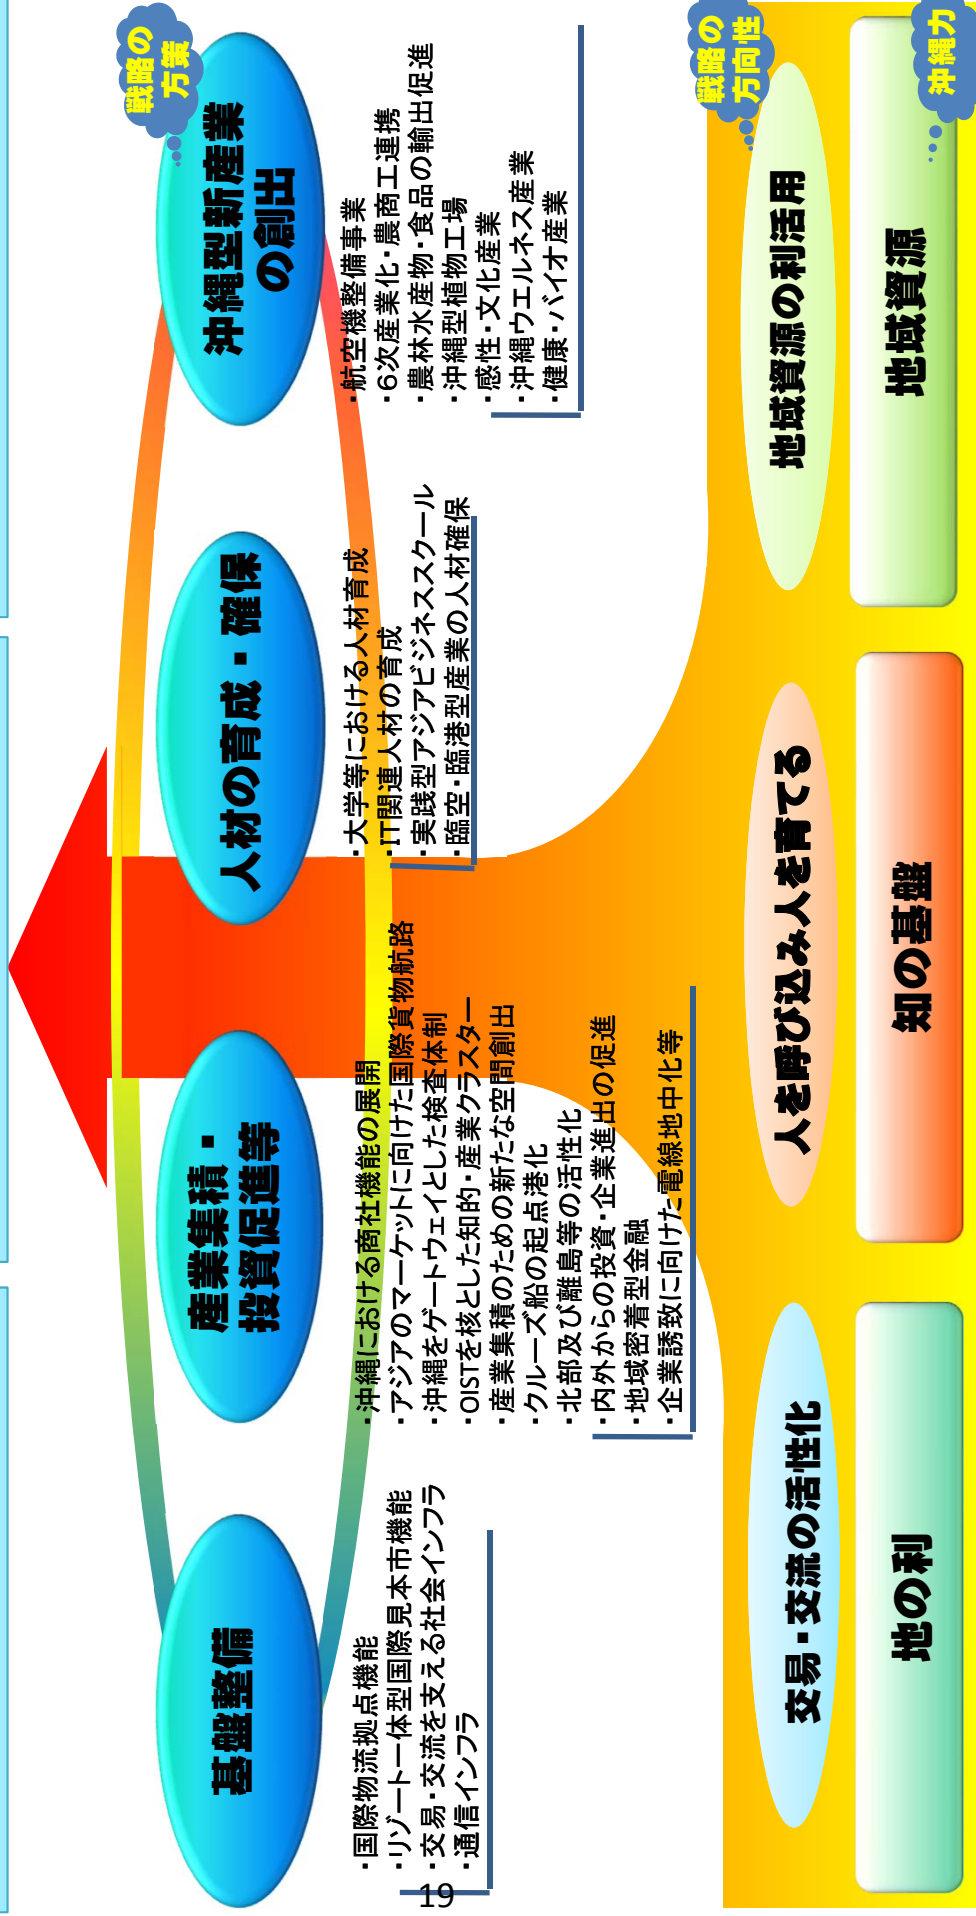 戦略の
方策
基盤整備
・国際物流拠点機能
・リゾート一体型国際見本市機能
・交易・交流を支える社会インフラ
・通信インフラ
産業集積・
投資促進等
・沖縄における商社機能の展開
・アジアのマーケットに向けた国際貨物航路
・沖縄をゲートウェイとした検査体制
・OISTを核とした知的・産業クラスター
・産業集積のための新たな空間創出
・クルーズ船の起点港化
・北部及び離島等の活性化
・内外からの投資・企業進出の促進
・地域密着型金融
・企業誘致に向けた電線地中化等
人材の育成・確保
・大学等における人材育成
・IT関連人材の育成
・実践型アジアビジネススクール
・臨空・臨港型産業の人材確保
沖縄型新産業
の創出
・航空機整備事業
・6次産業化・農商工連携
・農林水産物・食品の輸出促進
・沖縄型植物工場
・感性・文化産業
・沖縄ウエルネス産業
・健康・バイオ産業
戦略の
方向性
交易・交流の活性化
人を呼び込み人を育てる
地域資源の利活用
沖縄力
地の利
知の基盤
地域資源
19